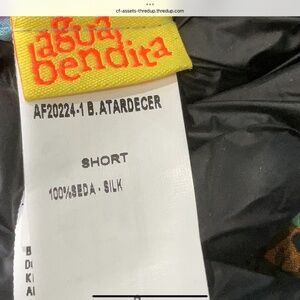 cf-assets-thredup.thredup.com
agua
bendita
AF20224-1 B. ATARDECER
SHORT
100%SEDA - SILK